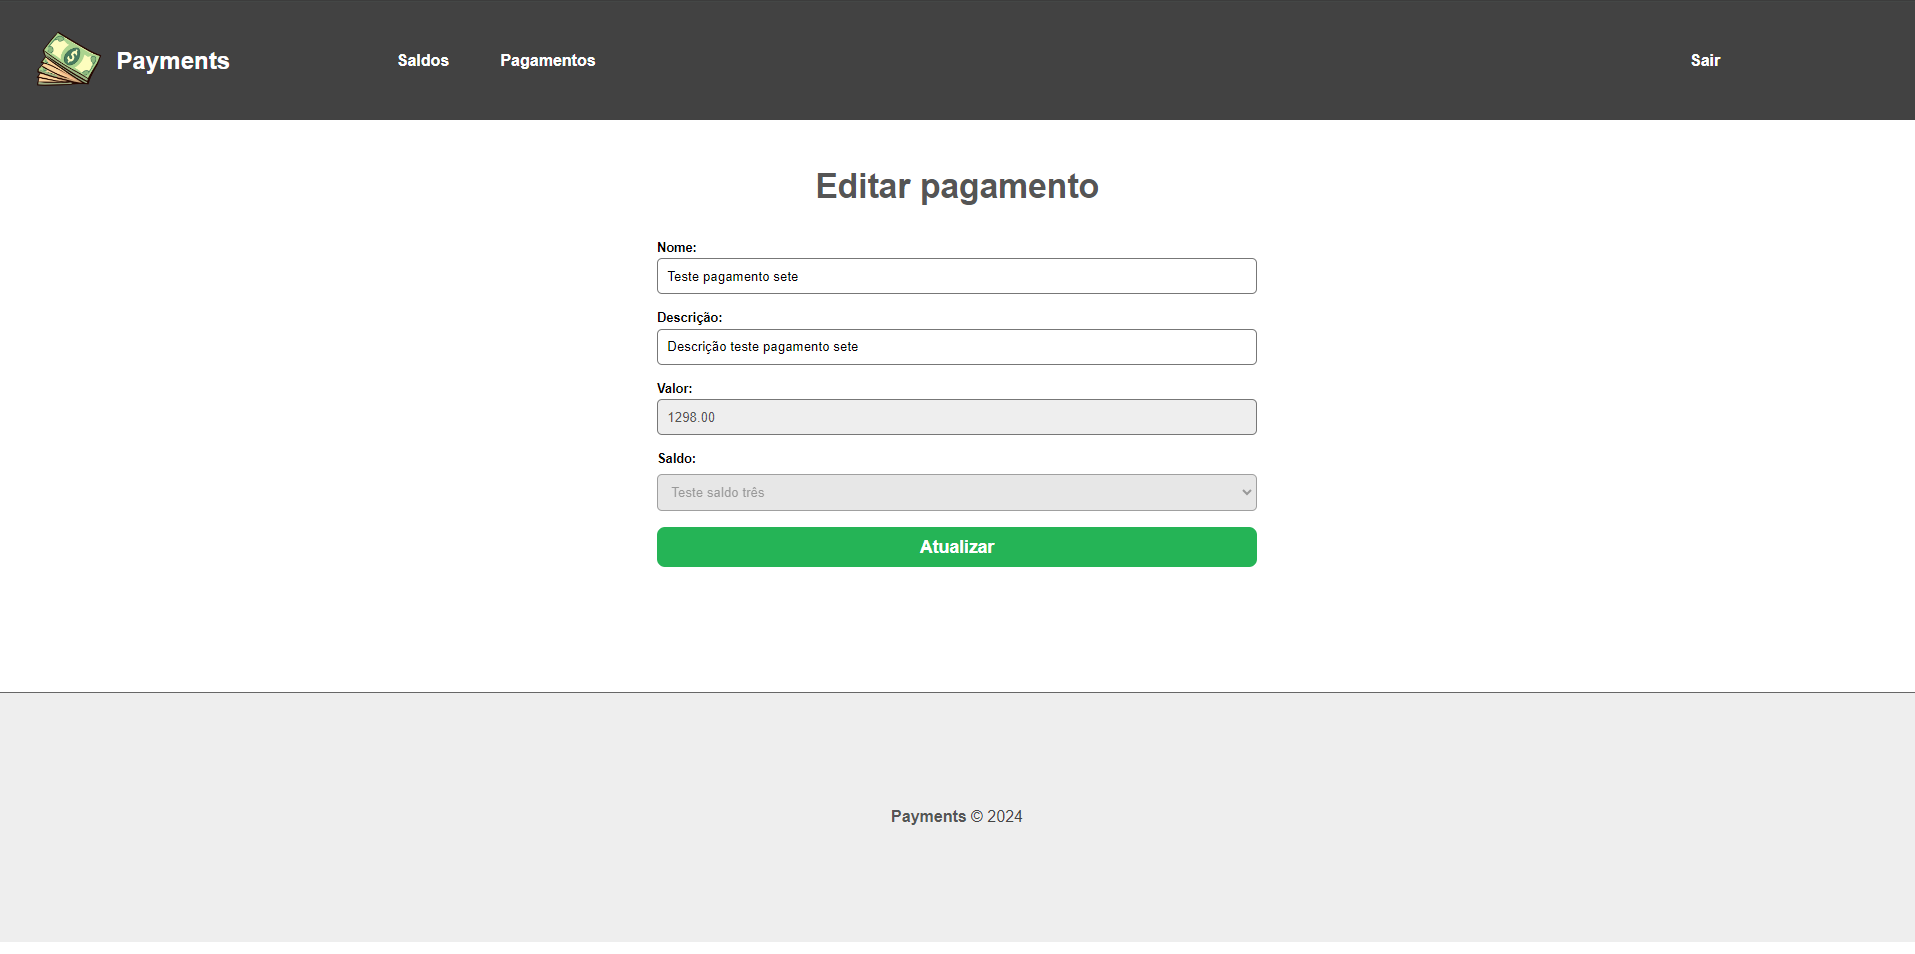 Payments Saldos Pagamentos Sair
Editar pagamento
Nome:
Teste pagamento sete
Descrição:
Descrição teste pagamento sete
Valor:
1298.00
Saldo:
Teste saldo três
Atualizar
Payments © 2024